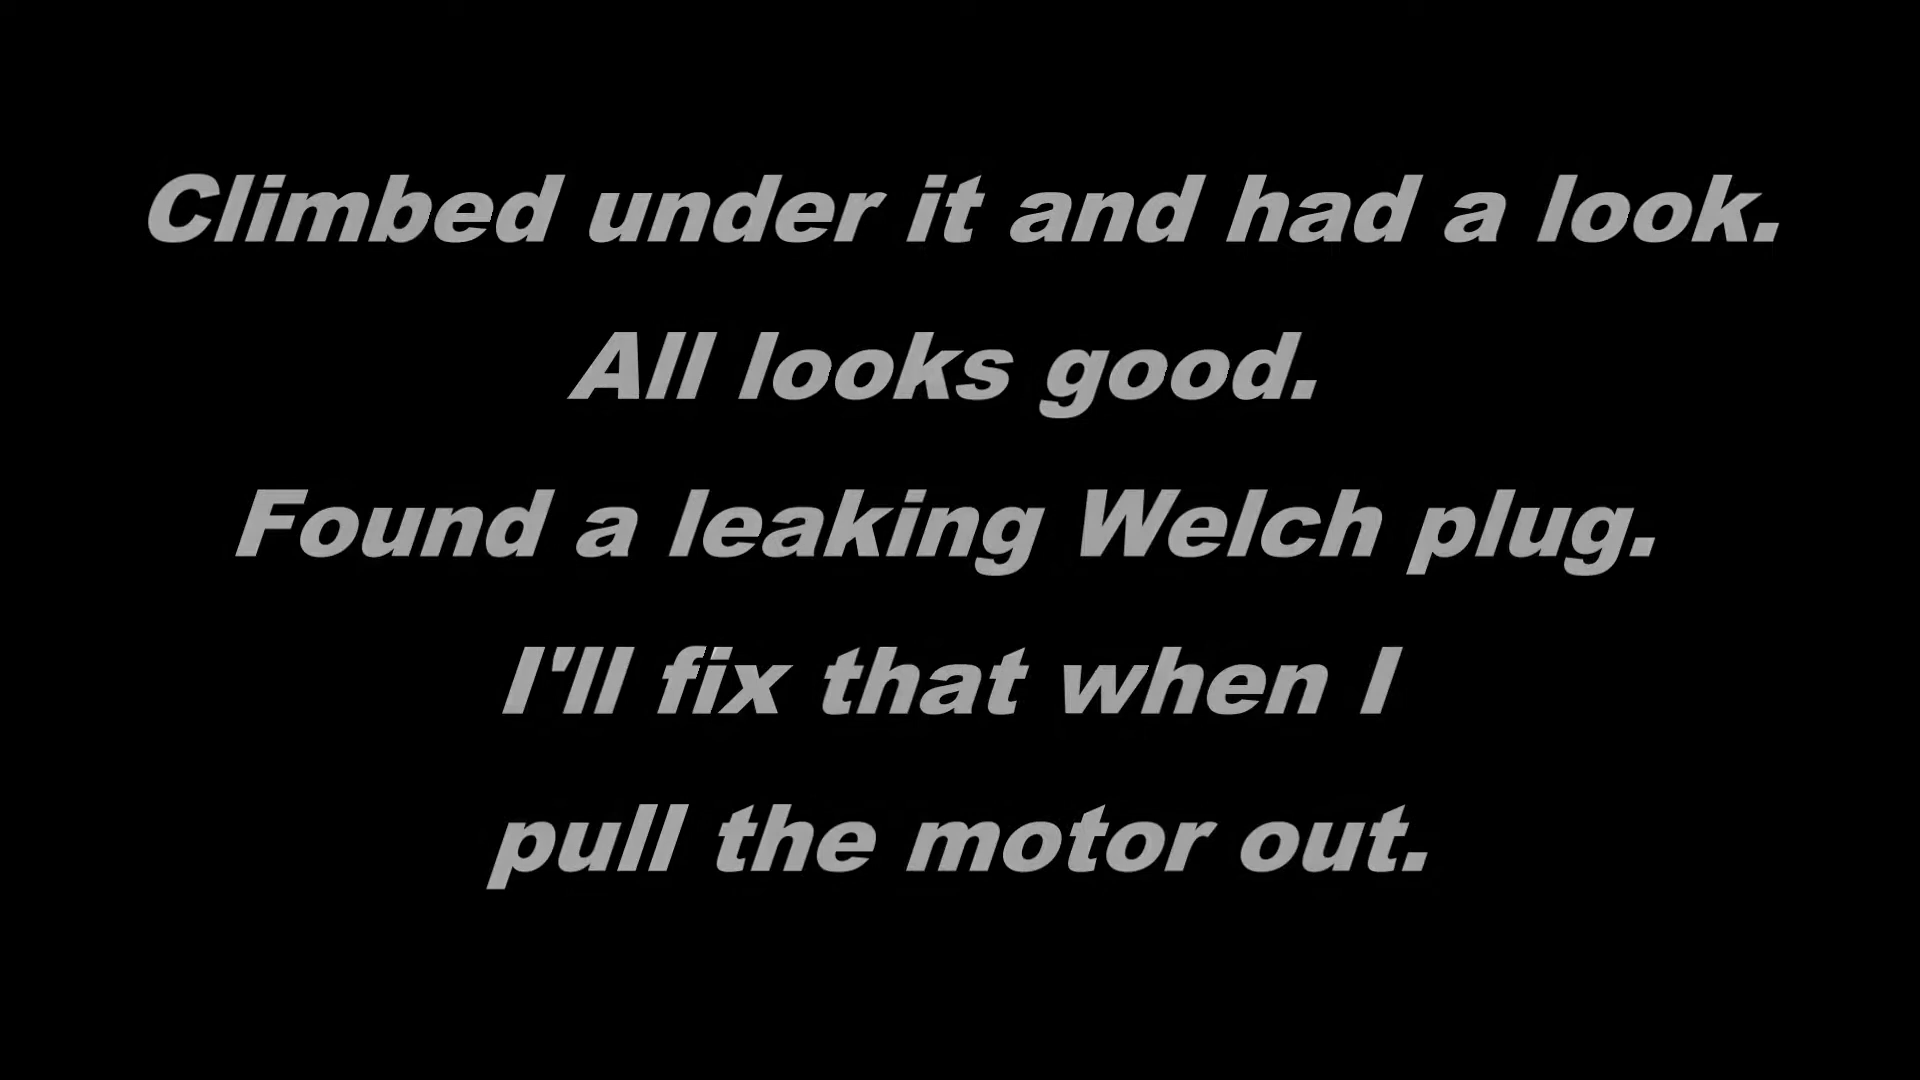 Climbed under it and had a look.
All looks good.
Found a leaking Welch plug.
I'll fix that when I
pull the motor out.